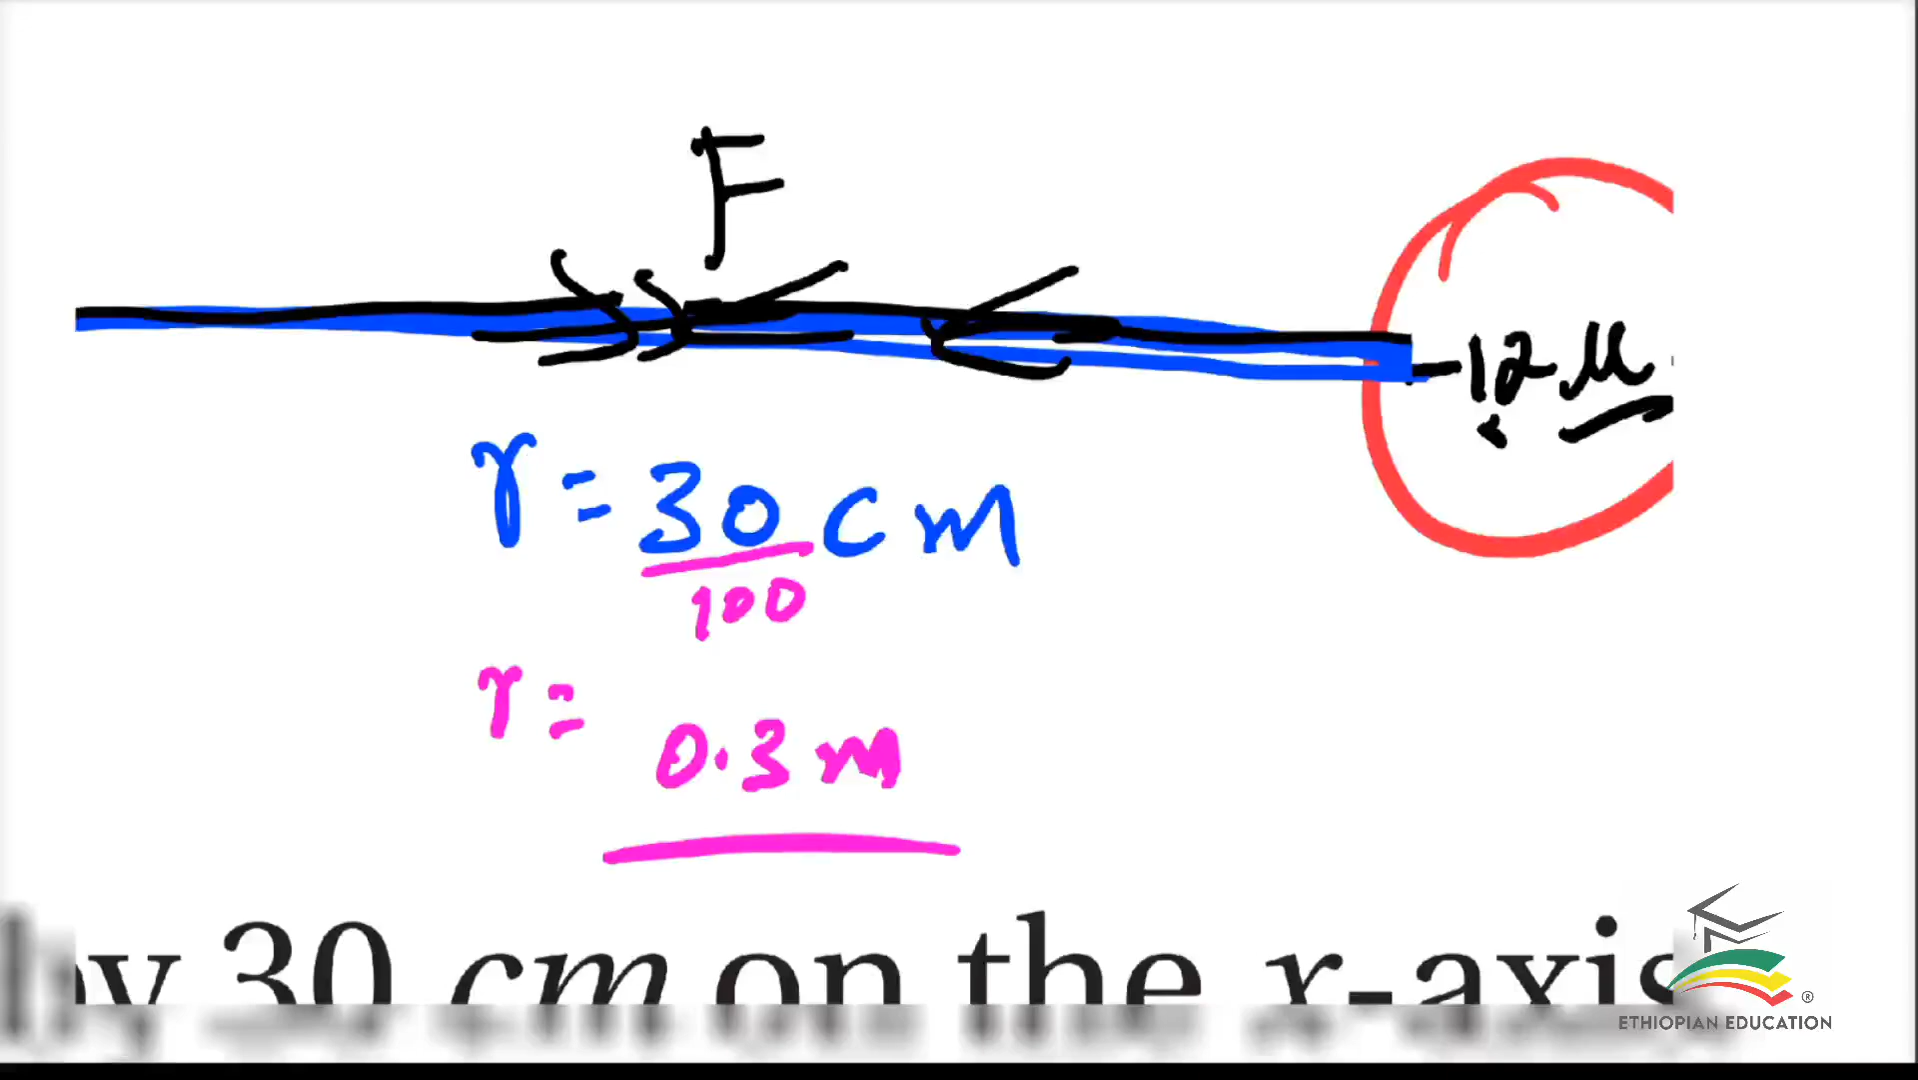 F
-12 μ
r = 30 cm
100
r = 0.3 m
by 30 cm on the x-axis
®
ETHIOPIAN EDUCATION